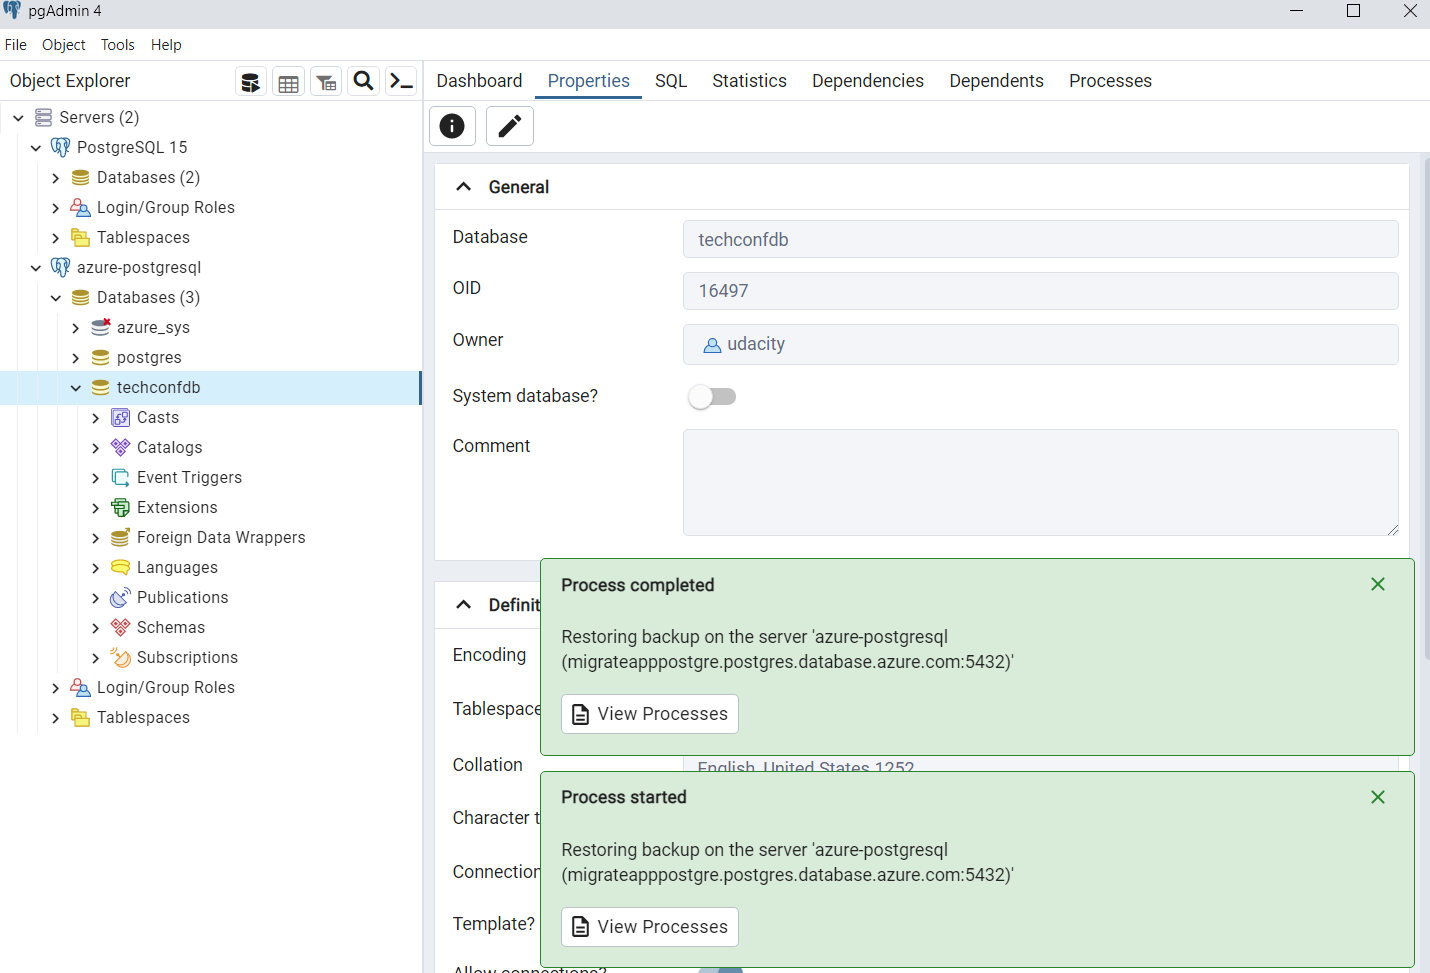 pgAdmin 4
File Object Tools Help
Object Explorer
Dashboard Properties SQL Statistics Dependencies Dependents Processes
Servers (2)
PostgreSQL 15
Databases (2)
Login/Group Roles
Tablespaces
azure-postgresql
Databases (3)
azure_sys
postgres
techconfdb
Casts
Catalogs
Event Triggers
Extensions
Foreign Data Wrappers
Languages
Publications
Schemas
Subscriptions
Login/Group Roles
Tablespaces
General
Database techconfdb
OID 16497
Owner udacity
System database?
Comment
Definit
Encoding
Tablespace
Collation English_United States.1252
Character t
Connection
Template?
Allow connections?
Process completed
Restoring backup on the server 'azure-postgresql
(migrateapppostgre.postgres.database.azure.com:5432)'
View Processes
Process started
Restoring backup on the server 'azure-postgresql
(migrateapppostgre.postgres.database.azure.com:5432)'
View Processes